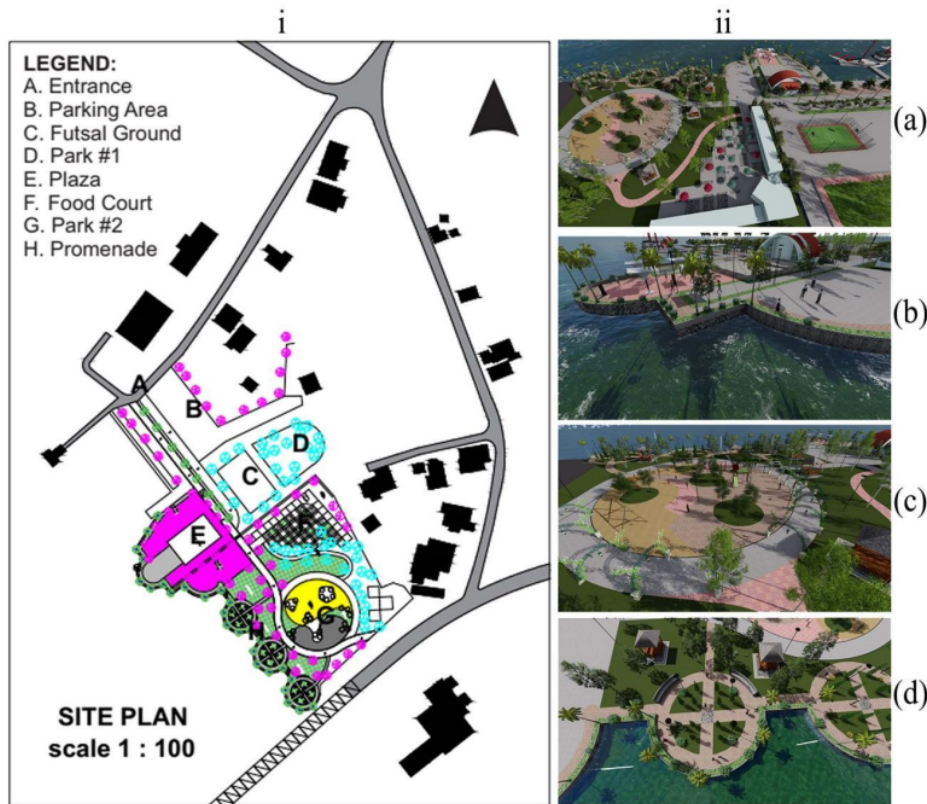 i
ii
LEGEND:
A. Entrance
B. Parking Area
C. Futsal Ground
D. Park #1
E. Plaza
F. Food Court
G. Park #2
H. Promenade
A
B
C
D
E
F
G
H
SITE PLAN
scale 1 : 100
(a)
(b)
(c)
(d)